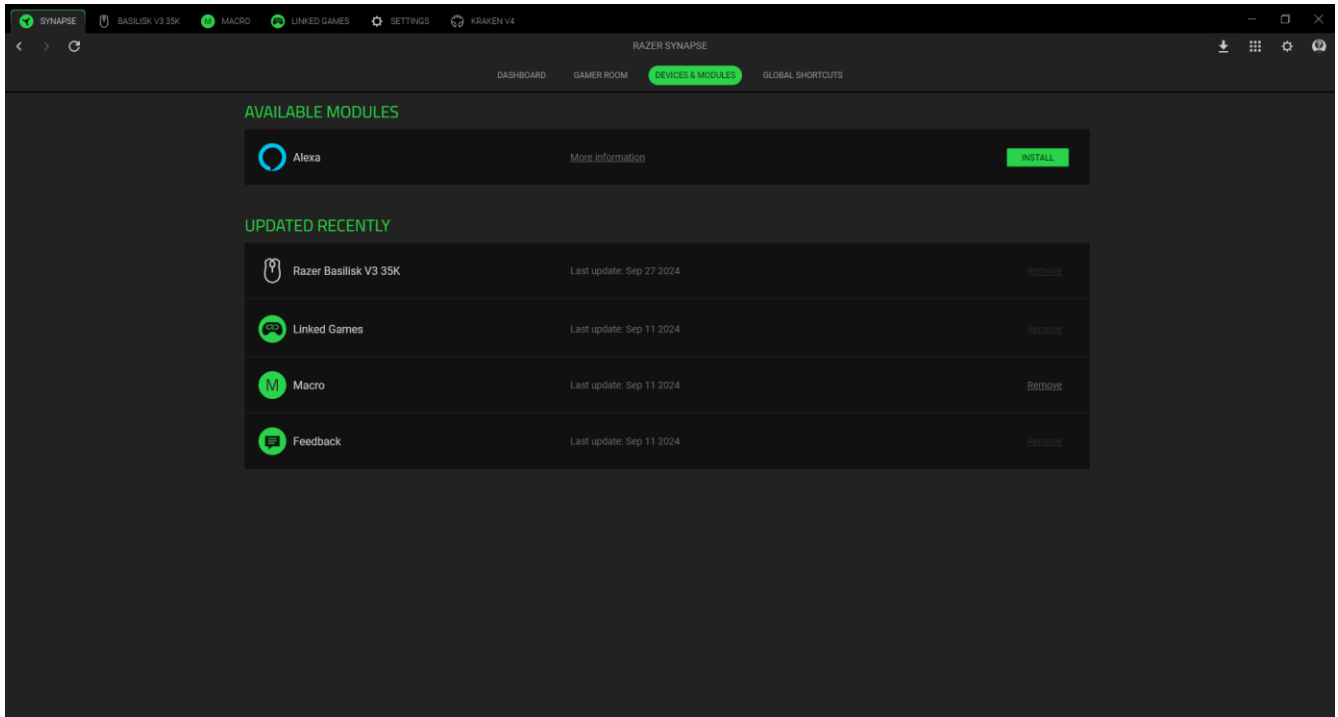 SYNAPSE BASILISK V3 35K MACRO LINKED GAMES SETTINGS KRAKEN V4
RAZER SYNAPSE
DASHBOARD GAMER ROOM DEVICES & MODULES GLOBAL SHORTCUTS
AVAILABLE MODULES
Alexa More information INSTALL
UPDATED RECENTLY
Razer Basilisk V3 35K Last update: Sep 27 2024 Remove
Linked Games Last update: Sep 11 2024 Remove
M Macro Last update: Sep 11 2024 Remove
Feedback Last update: Sep 11 2024 Remove